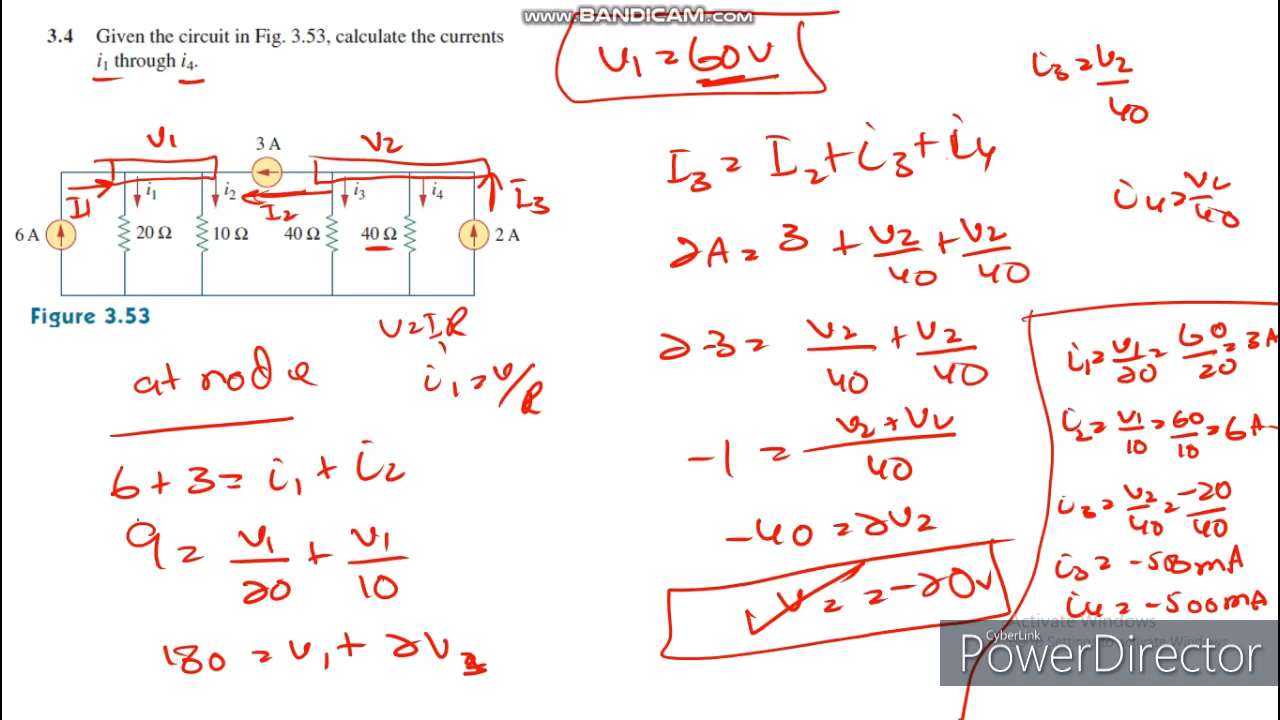 www.BANDICAM.com
3.4 Given the circuit in Fig. 3.53, calculate the currents
i₁ through i₄.
V1 V2
3 A
I1 i₁ i₂ I2 i₃ i₄ I3
6 A 20 Ω 10 Ω 40 Ω 40 Ω 2 A
Figure 3.53
V=IR
i₁ = v/R
at node
6+3 = i₁ + i₂
9 = V1/20 + V1/10
180 = V1 + 2V
V1 = 60V
I3 = I2 + i3 + i4
2A = 3 + V2/40 + V2/40
2-3 = V2/40 + V2/40
-1 = V2 + V2/40
-40 = 2V2
V2 = -20V
i3 = V2/40
i4 = V2/40
i1 = V1/20 = 60/20 = 3A
i2 = V1/10 = 60/10 = 6A
i3 = V2/40 = -20/40
i3 = -500mA
i4 = -500mA
Activate Windows
CyberLink
PowerDirector